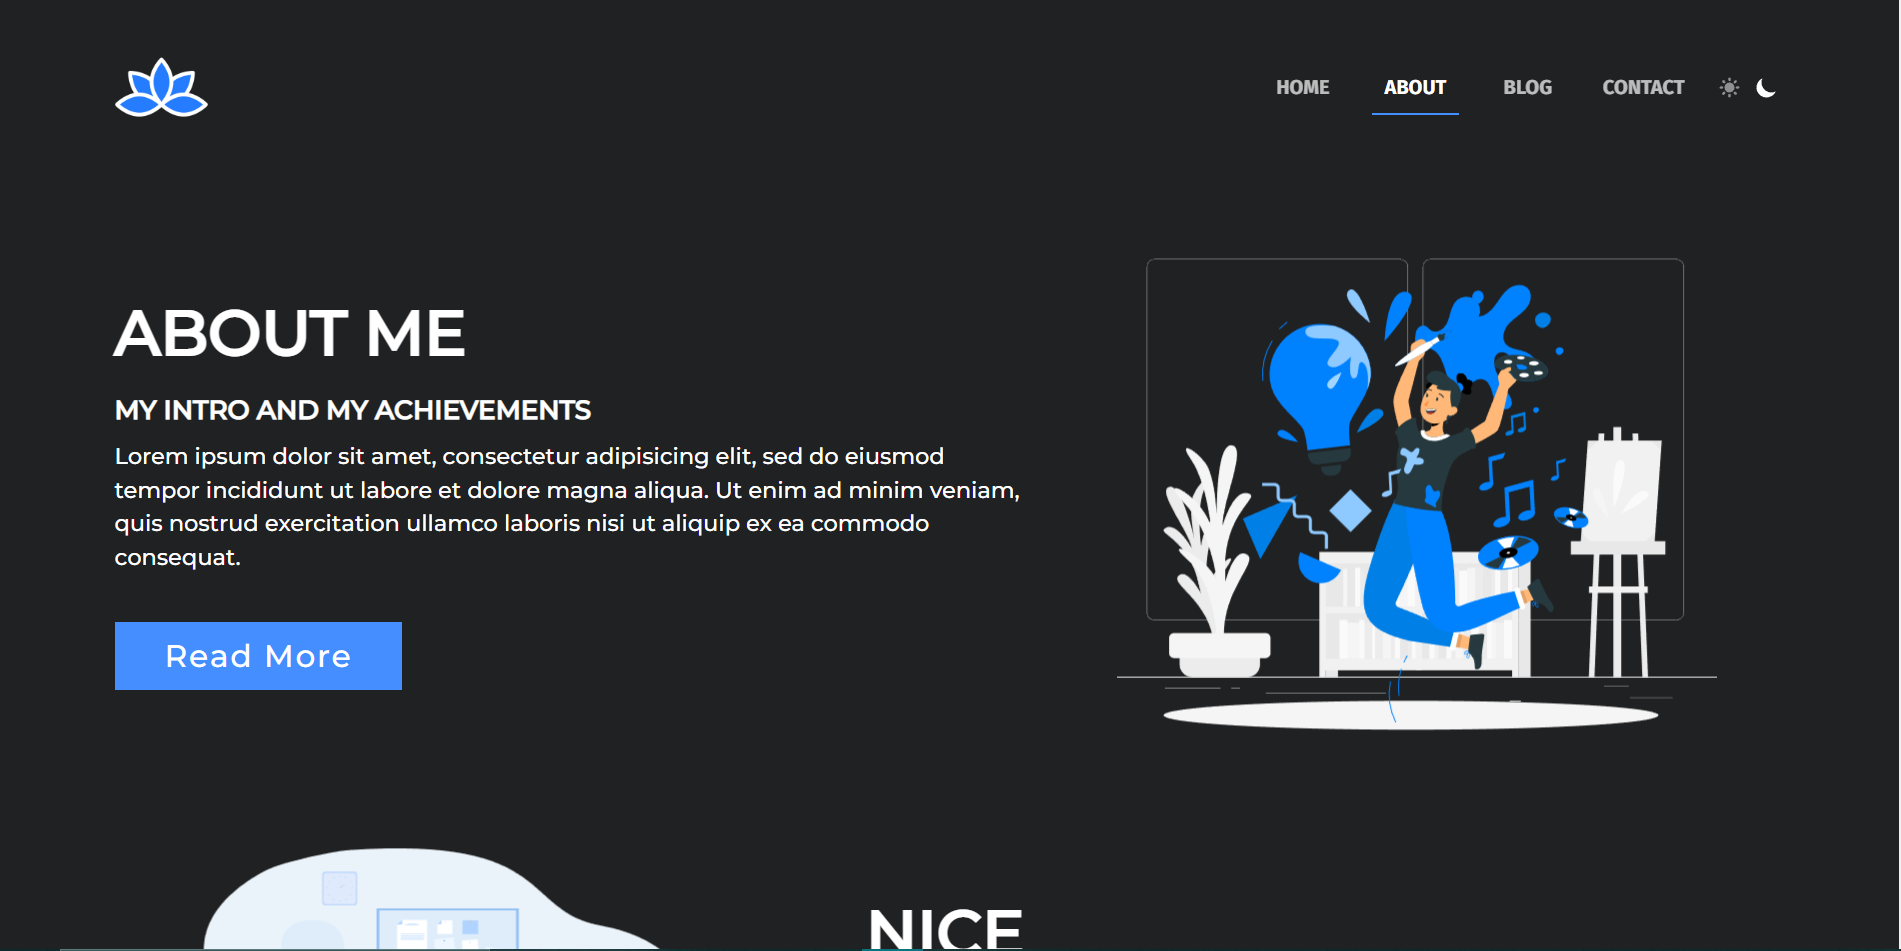 HOME ABOUT BLOG CONTACT
ABOUT ME
MY INTRO AND MY ACHIEVEMENTS
Lorem ipsum dolor sit amet, consectetur adipisicing elit, sed do eiusmod
tempor incididunt ut labore et dolore magna aliqua. Ut enim ad minim veniam,
quis nostrud exercitation ullamco laboris nisi ut aliquip ex ea commodo
consequat.
Read More
NICE